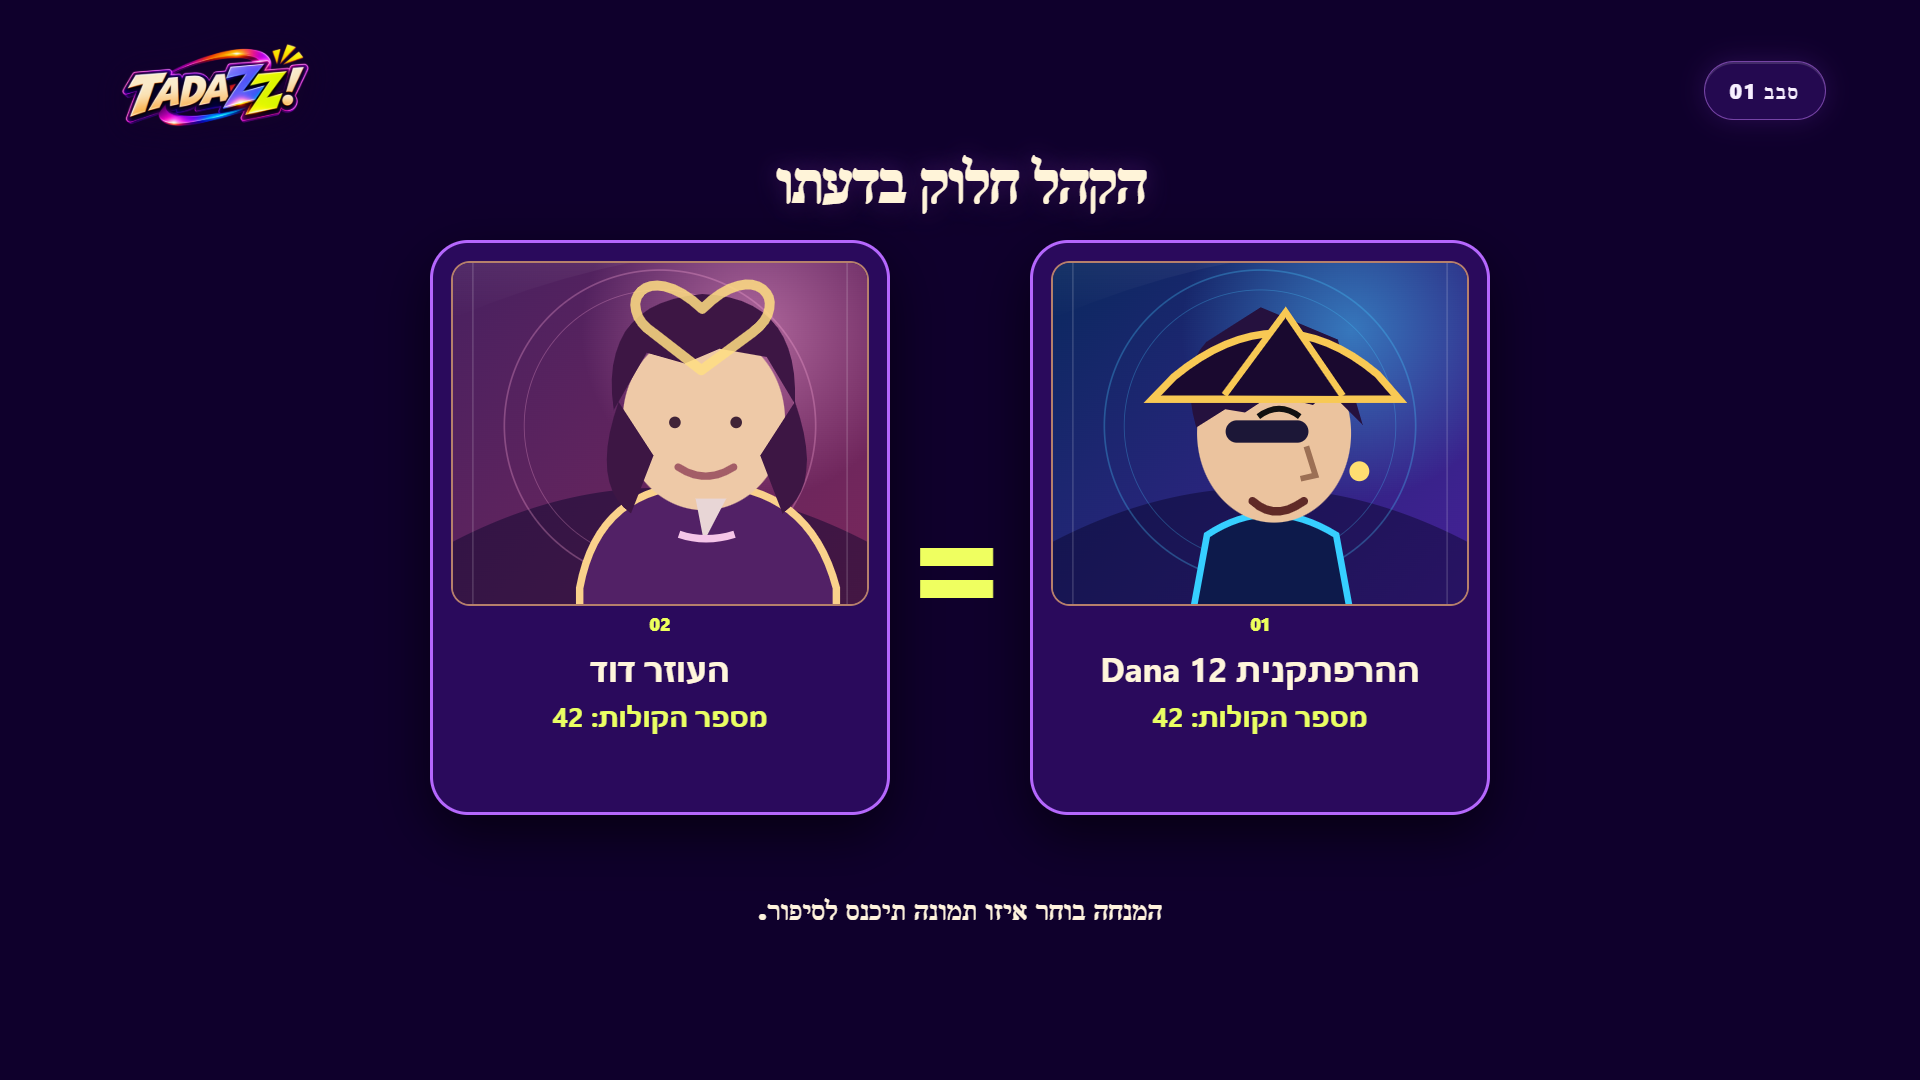 TADAZZ!
סבב 01
הקהל חלוק בדעתו
01
ההרפתקנית Dana 12
מספר הקולות: 42
=
02
העוזר דוד
מספר הקולות: 42
המנחה בוחר איזו תמונה תיכנס לסיפור.